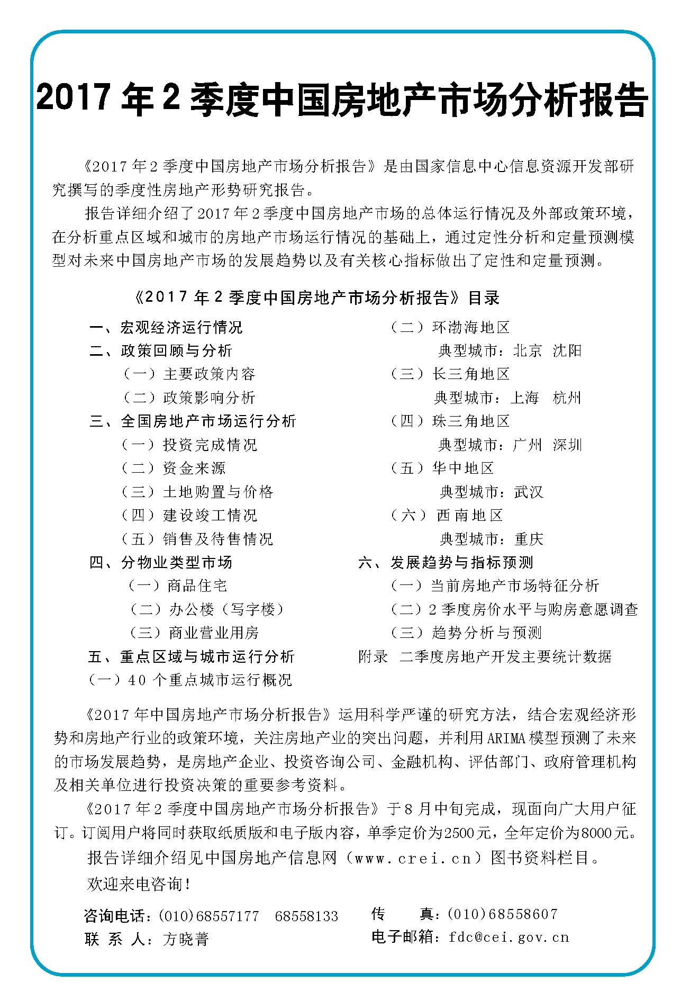 2017 年 2 季度中国房地产市场分析报告
《2017 年 2 季度中国房地产市场分析报告》是由国家信息中心信息资源开发部研
究撰写的季度性房地产形势研究报告。
报告详细介绍了 2017 年 2 季度中国房地产市场的总体运行情况及外部政策环境，
在分析重点区域和城市的房地产市场运行情况的基础上，通过定性分析和定量预测模
型对未来中国房地产市场的发展趋势以及有关核心指标做出了定性和定量预测。
《2017 年 2 季度中国房地产市场分析报告》目录
一、宏观经济运行情况
二、政策回顾与分析
（一）主要政策内容
（二）政策影响分析
三、全国房地产市场运行分析
（一）投资完成情况
（二）资金来源
（三）土地购置与价格
（四）建设竣工情况
（五）销售及待售情况
四、分物业类型市场
（一）商品住宅
（二）办公楼（写字楼）
（三）商业营业用房
五、重点区域与城市运行分析
（一）40 个重点城市运行概况
（二）环渤海地区
典型城市：北京 沈阳
（三）长三角地区
典型城市：上海 杭州
（四）珠三角地区
典型城市：广州 深圳
（五）华中地区
典型城市：武汉
（六）西南地区
典型城市：重庆
六、发展趋势与指标预测
（一）当前房地产市场特征分析
（二）2 季度房价水平与购房意愿调查
（三）趋势分析与预测
附录 二季度房地产开发主要统计数据
《2017 年中国房地产市场分析报告》运用科学严谨的研究方法，结合宏观经济形
势和房地产行业的政策环境，关注房地产业的突出问题，并利用 ARIMA 模型预测了未来
的市场发展趋势，是房地产企业、投资咨询公司、金融机构、评估部门、政府管理机构
及相关单位进行投资决策的重要参考资料。
《2017 年 2 季度中国房地产市场分析报告》于 8 月中旬完成，现面向广大用户征
订。订阅用户将同时获取纸质版和电子版内容，单季定价为2500元，全年定价为8000元。
报告详细介绍见中国房地产信息网（www.crei.cn）图书资料栏目。
欢迎来电咨询！
咨询电话：(010)68557177 68558133
联 系 人：方晓菁
传 真：(010)68558607
电子邮箱：fdc@cei.gov.cn